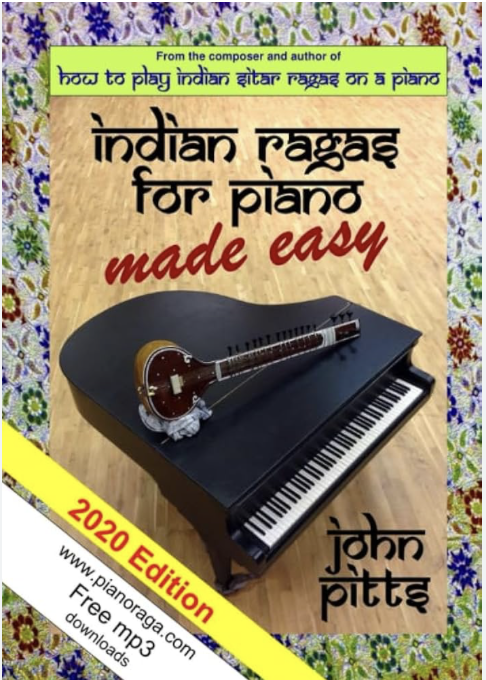 From the composer and author of
how to play indian sitar ragas on a piano
indian ragas
for piano
made easy
john
pitts
2020 Edition
www.pianoraga.com
Free mp3
downloads